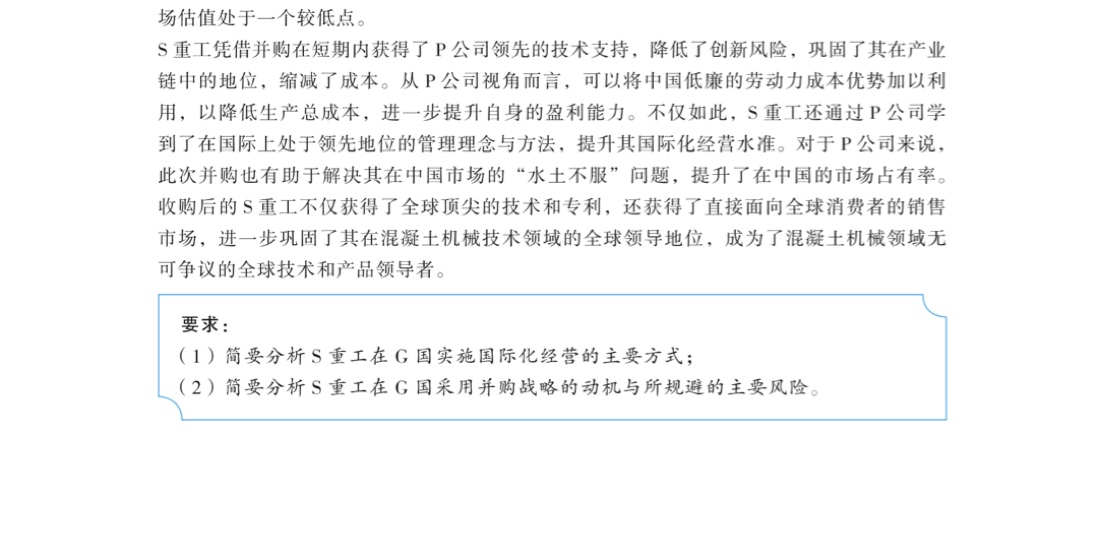 场估值处于一个较低点。
S 重工凭借并购在短期内获得了 P 公司领先的技术支持，降低了创新风险，巩固了其在产业
链中的地位，缩减了成本。从 P 公司视角而言，可以将中国低廉的劳动力成本优势加以利
用，以降低生产总成本，进一步提升自身的盈利能力。不仅如此，S 重工还通过 P 公司学
到了在国际上处于领先地位的管理理念与方法，提升其国际化经营水准。对于 P 公司来说，
此次并购也有助于解决其在中国市场的“水土不服”问题，提升了在中国的市场占有率。
收购后的 S 重工不仅获得了全球顶尖的技术和专利，还获得了直接面向全球消费者的销售
市场，进一步巩固了其在混凝土机械技术领域的全球领导地位，成为了混凝土机械领域无
可争议的全球技术和产品领导者。
要求：
（1）简要分析 S 重工在 G 国实施国际化经营的主要方式；
（2）简要分析 S 重工在 G 国采用并购战略的动机与所规避的主要风险。